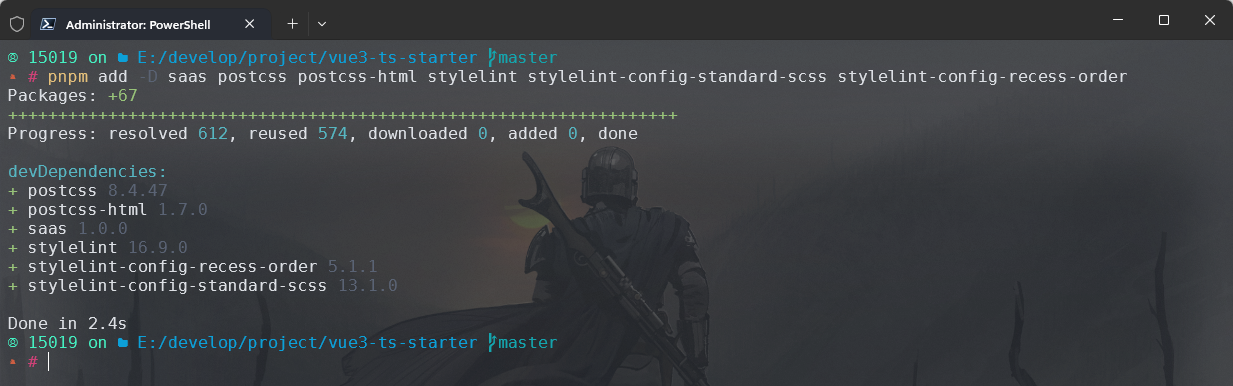 Administrator: PowerShell
15019 on E:/develop/project/vue3-ts-starter master
# pnpm add -D saas postcss postcss-html stylelint stylelint-config-standard-scss stylelint-config-recess-order
Packages: +67
+++++++++++++++++++++++++++++++++++++++++++++++++++++++++++++++++++
Progress: resolved 612, reused 574, downloaded 0, added 0, done
devDependencies:
+ postcss 8.4.47
+ postcss-html 1.7.0
+ saas 1.0.0
+ stylelint 16.9.0
+ stylelint-config-recess-order 5.1.1
+ stylelint-config-standard-scss 13.1.0
Done in 2.4s
15019 on E:/develop/project/vue3-ts-starter master
#